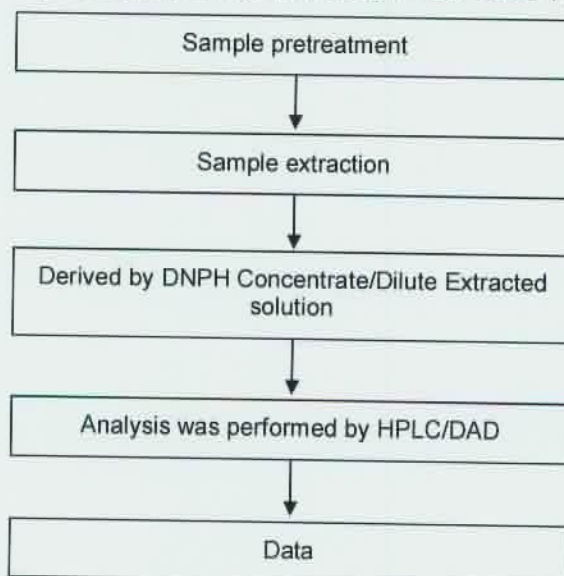 Sample pretreatment
Sample extraction
Derived by DNPH Concentrate/Dilute Extracted
solution
Analysis was performed by HPLC/DAD
Data